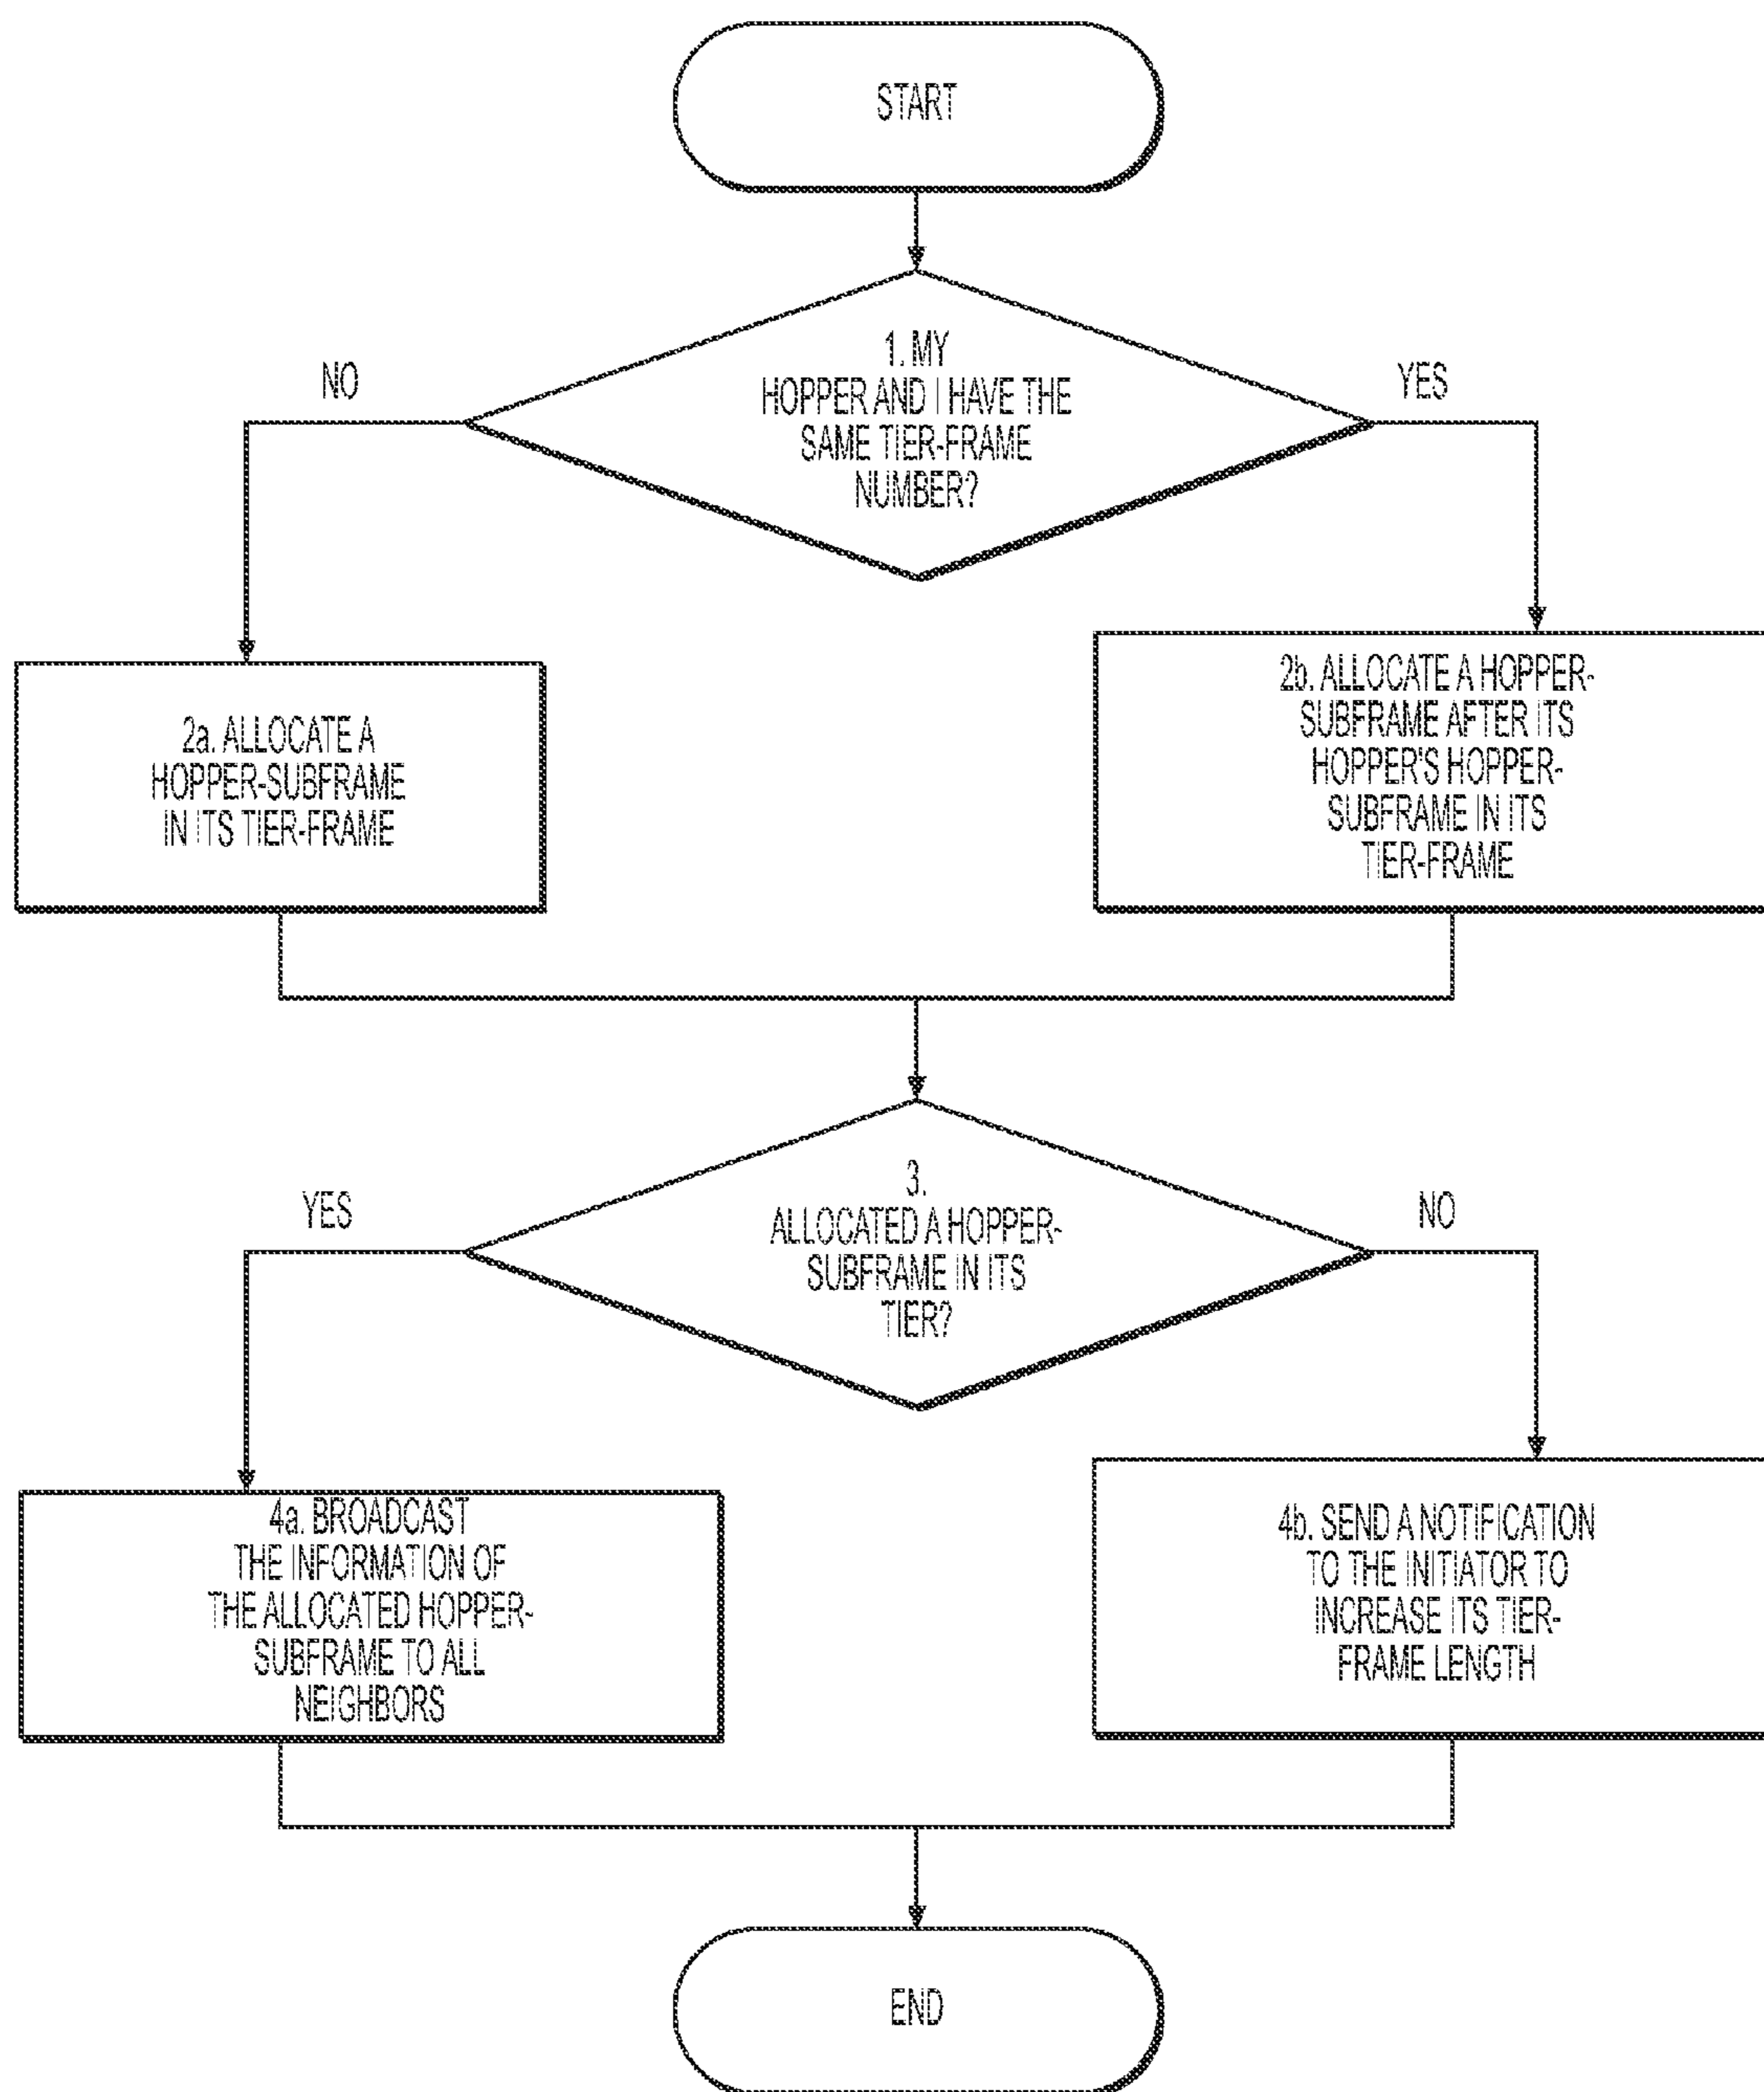 START
1. MY
HOPPER AND I HAVE THE
SAME TIER-FRAME
NUMBER?
NO
YES
2a. ALLOCATE A
HOPPER-SUBFRAME
IN ITS TIER-FRAME
2b. ALLOCATE A HOPPER-
SUBFRAME AFTER ITS
HOPPER'S HOPPER-
SUBFRAME IN ITS
TIER-FRAME
3.
ALLOCATED A HOPPER-
SUBFRAME IN ITS
TIER?
YES
NO
4a. BROADCAST
THE INFORMATION OF
THE ALLOCATED HOPPER-
SUBFRAME TO ALL
NEIGHBORS
4b. SEND A NOTIFICATION
TO THE INITIATOR TO
INCREASE ITS TIER-
FRAME LENGTH
END